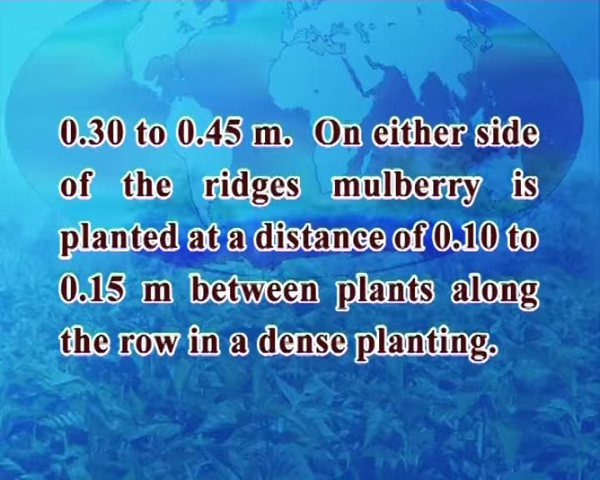 0.30 to 0.45 m. On either side
of the ridges mulberry is
planted at a distance of 0.10 to
0.15 m between plants along
the row in a dense planting.